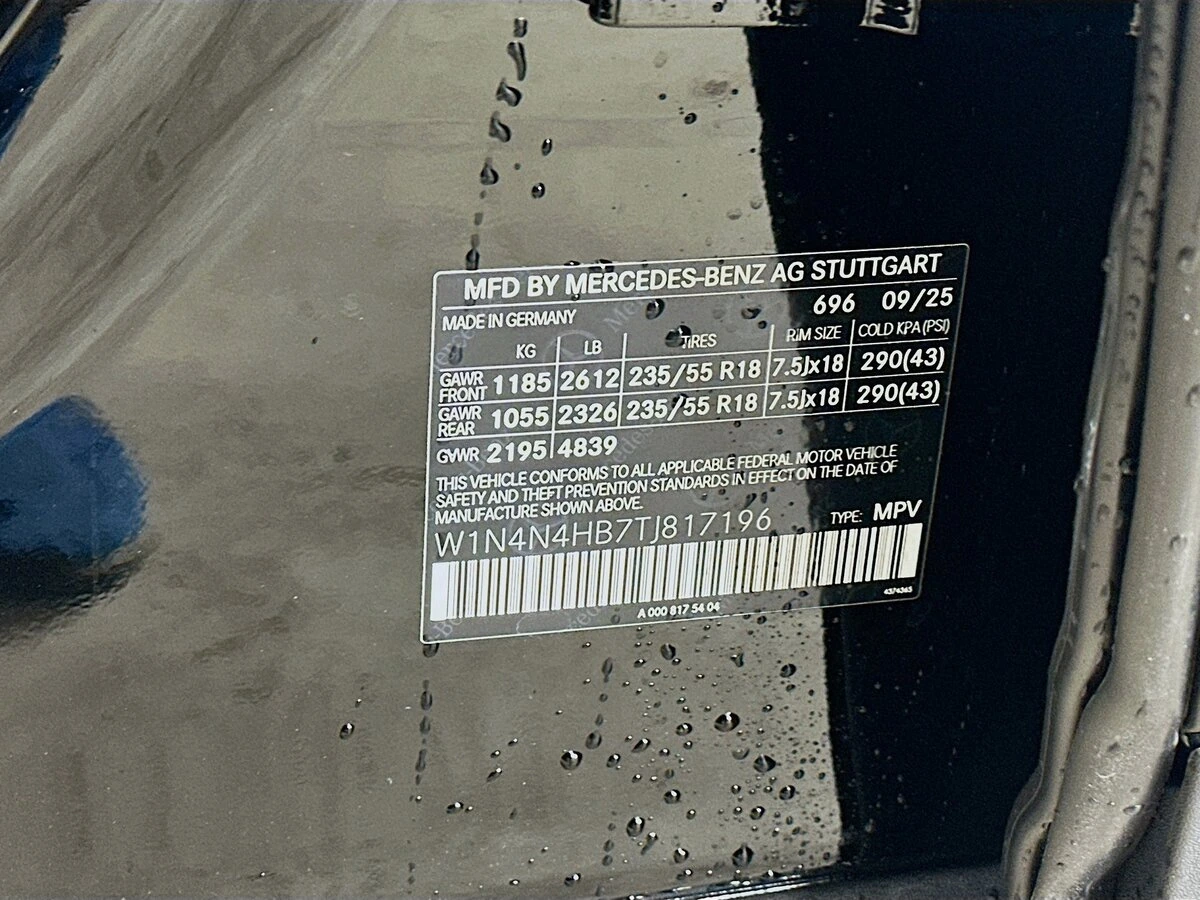 MFD BY MERCEDES-BENZ AG STUTTGART
696 09/25
MADE IN GERMANY
KG LB TIRES RIM SIZE COLD KPA(PSI)
GAWR FRONT 1185 2612 235/55 R18 7.5Jx18 290(43)
GAWR REAR 1055 2326 235/55 R18 7.5Jx18 290(43)
GVWR 2195 4839
THIS VEHICLE CONFORMS TO ALL APPLICABLE FEDERAL MOTOR VEHICLE
SAFETY AND THEFT PREVENTION STANDARDS IN EFFECT ON THE DATE OF
MANUFACTURE SHOWN ABOVE.
W1N4N4HB7TJ817196 TYPE: MPV
4374365
A 000 817 54 04